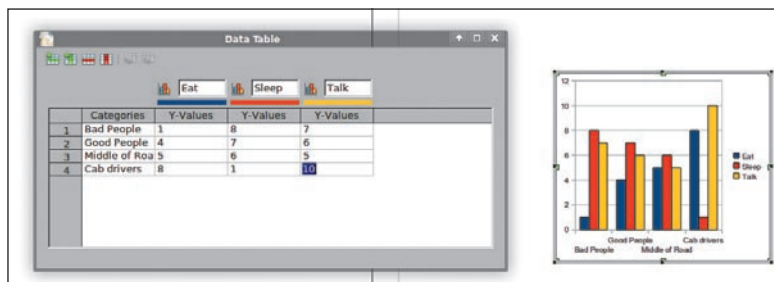 Data Table
Eat Sleep Talk
Categories Y-Values Y-Values Y-Values
1 Bad People 1 8 7
2 Good People 4 7 6
3 Middle of Roa 5 6 5
4 Cab drivers 8 1 10
12
10
8
6
4
2
0
Eat
Sleep
Talk
Good People Cab drivers
Bad People Middle of Road